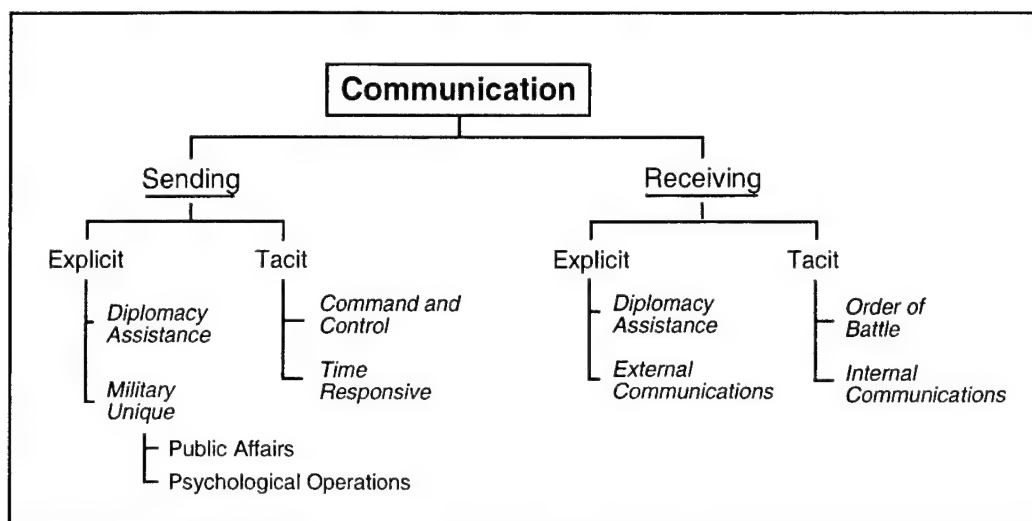 Communication
Sending
Receiving
Explicit
Tacit
Explicit
Tacit
Diplomacy
Assistance
Military
Unique
Public Affairs
Psychological Operations
Command and
Control
Time
Responsive
Diplomacy
Assistance
External
Communications
Order of
Battle
Internal
Communications